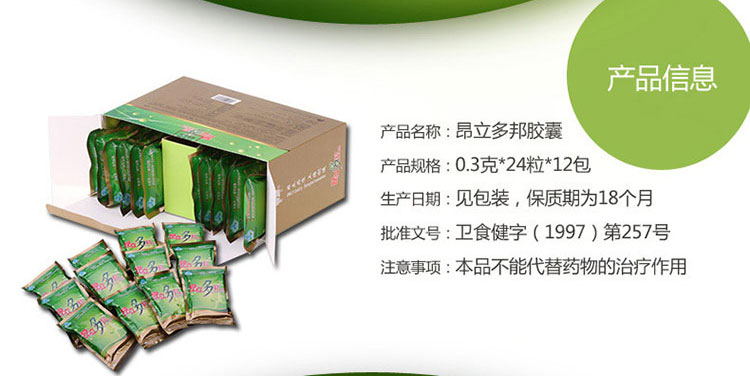 产品信息
产品名称：昂立多邦胶囊
产品规格：0.3克*24粒*12包
生产日期：见包装，保质期为18个月
批准文号：卫食健字（1997）第257号
注意事项：本品不能代替药物的治疗作用